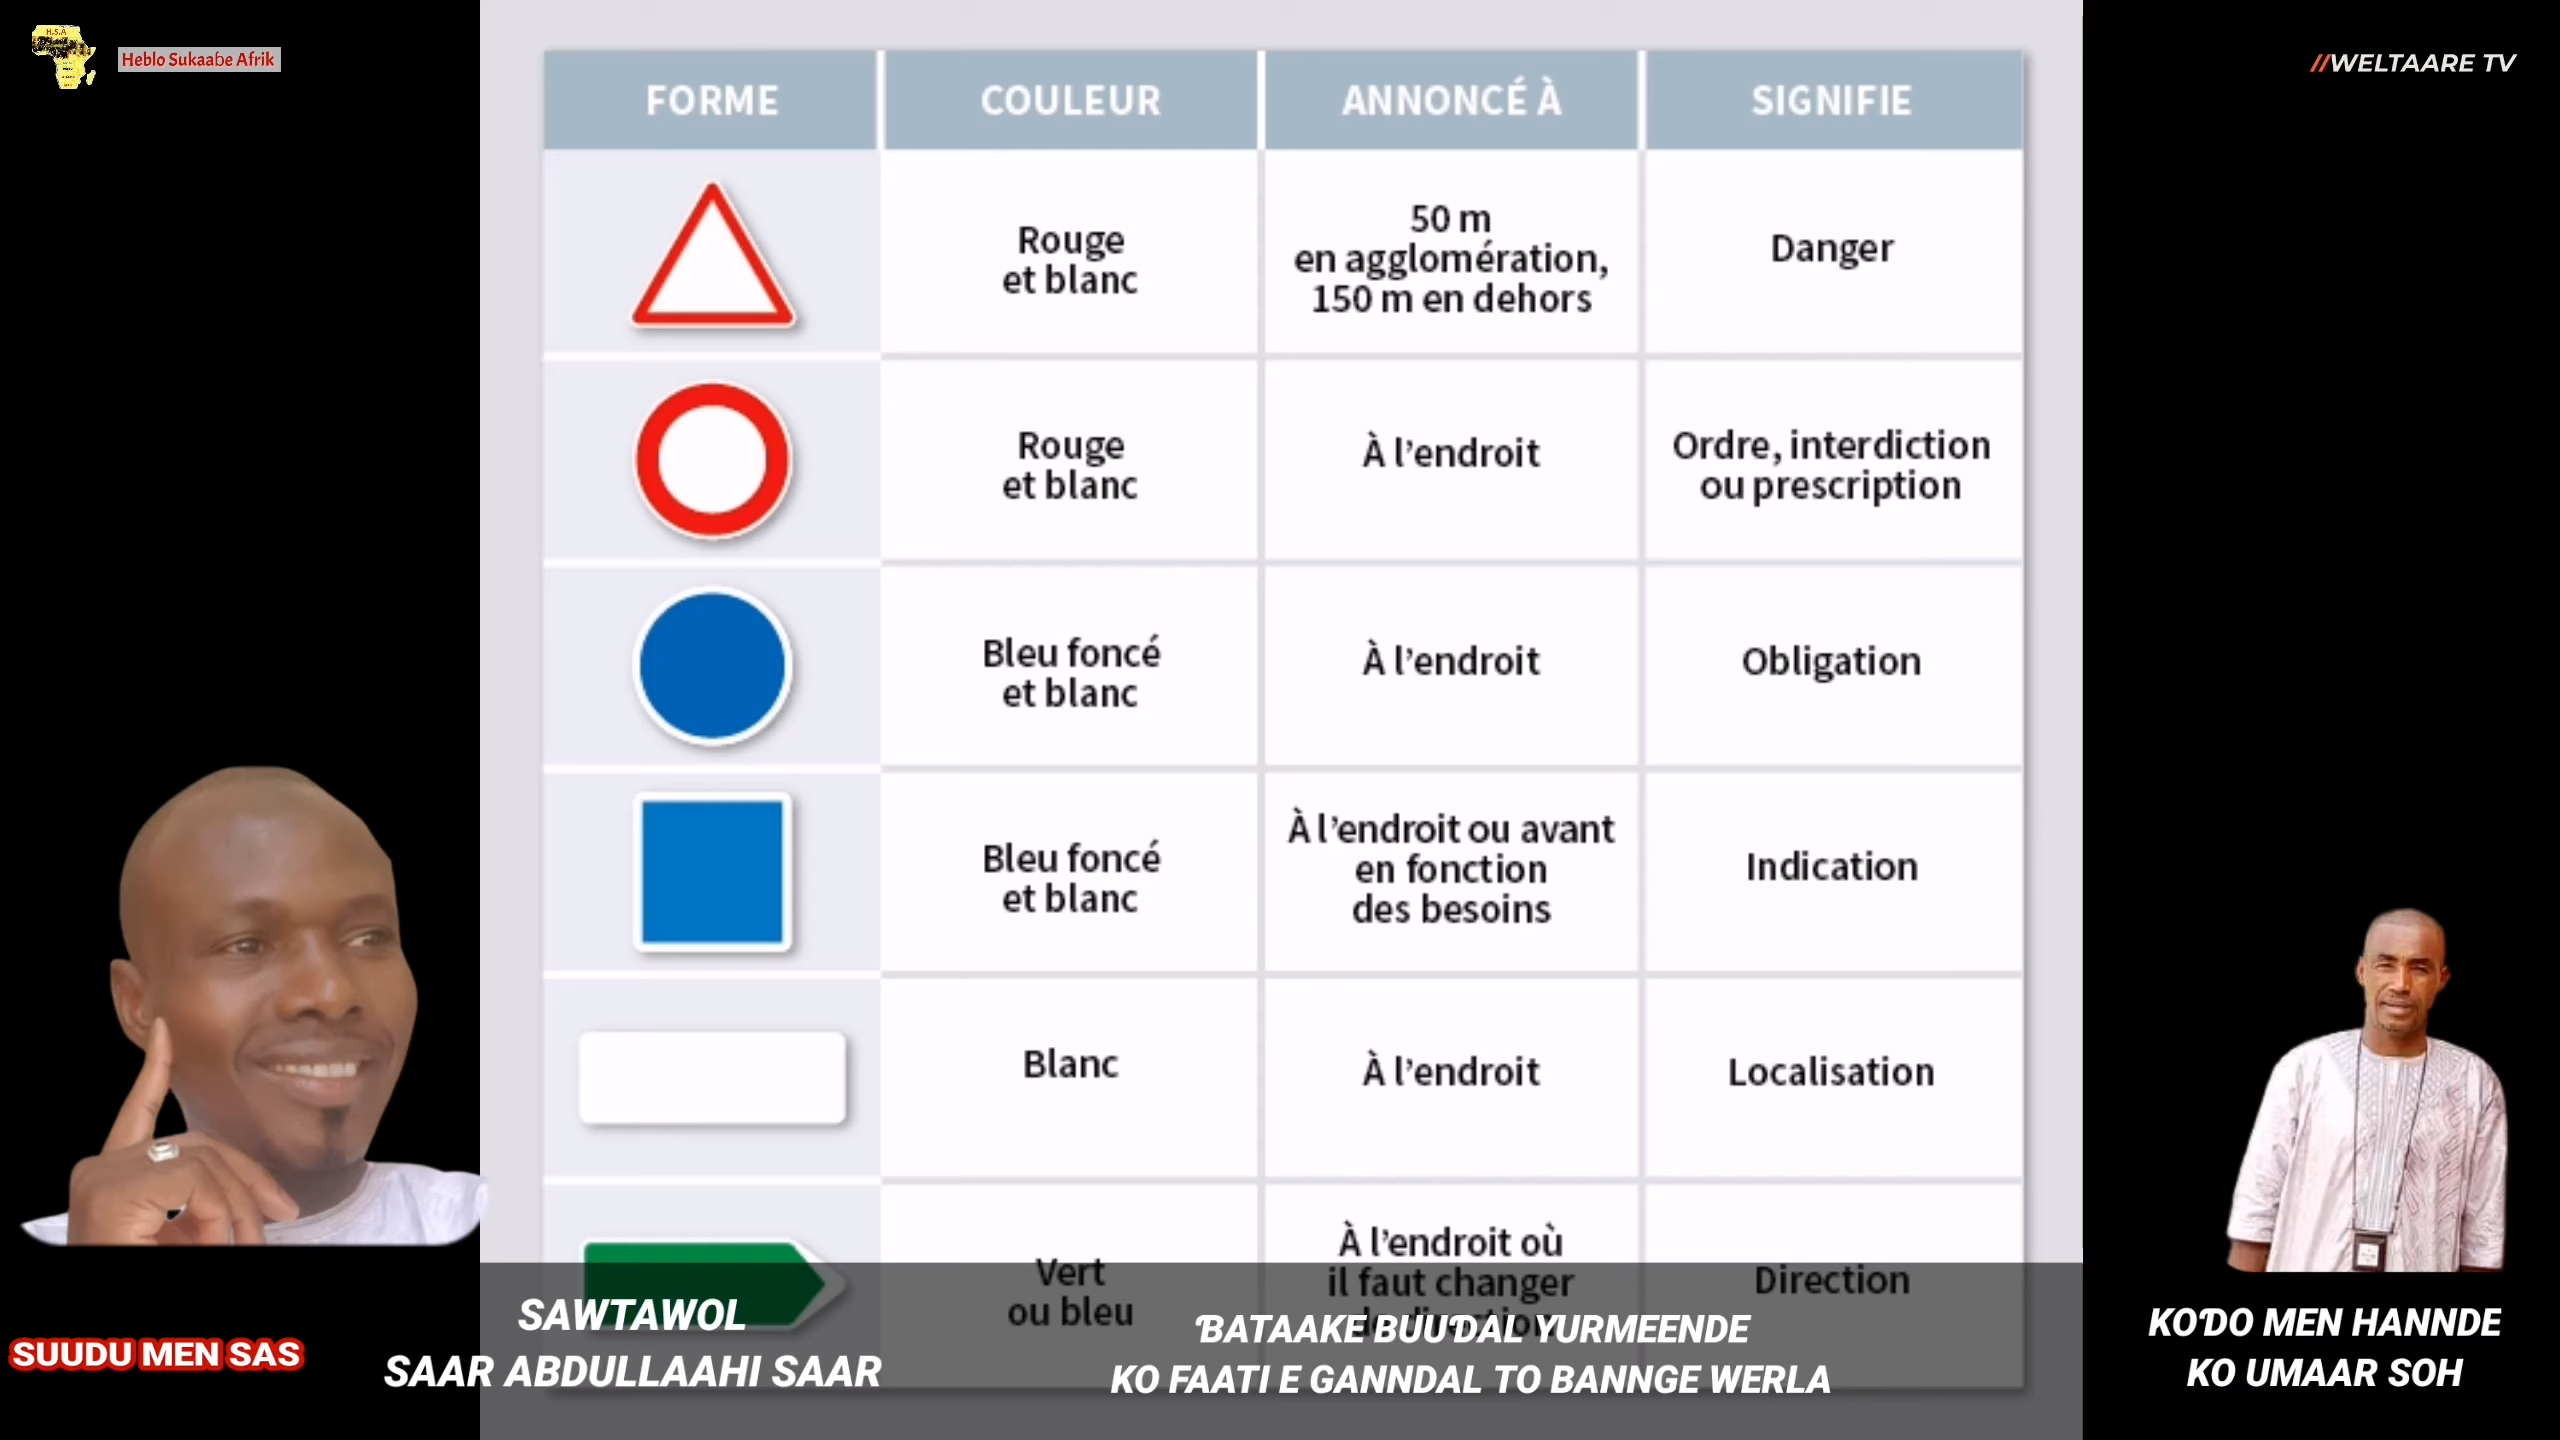 H.S.A
Heblo Sukaaɓe Afrik
//WELTAARE TV
FORME COULEUR ANNONCÉ À SIGNIFIE
Rouge
et blanc
50 m
en agglomération,
150 m en dehors
Danger
Rouge
et blanc
À l'endroit
Ordre, interdiction
ou prescription
Bleu foncé
et blanc
À l'endroit
Obligation
Bleu foncé
et blanc
À l'endroit ou avant
en fonction
des besoins
Indication
Blanc
À l'endroit
Localisation
Vert
ou bleu
À l'endroit où
il faut changer
de direction
Direction
SUUDU MEN SAS
SAWTAWOL
SAAR ABDULLAAHI SAAR
ƁATAAKE BUUƊAL YURMEENDE
KO FAATI E GANNDAL TO BANNGE WERLA
KOƊO MEN HANNDE
KO UMAAR SOH